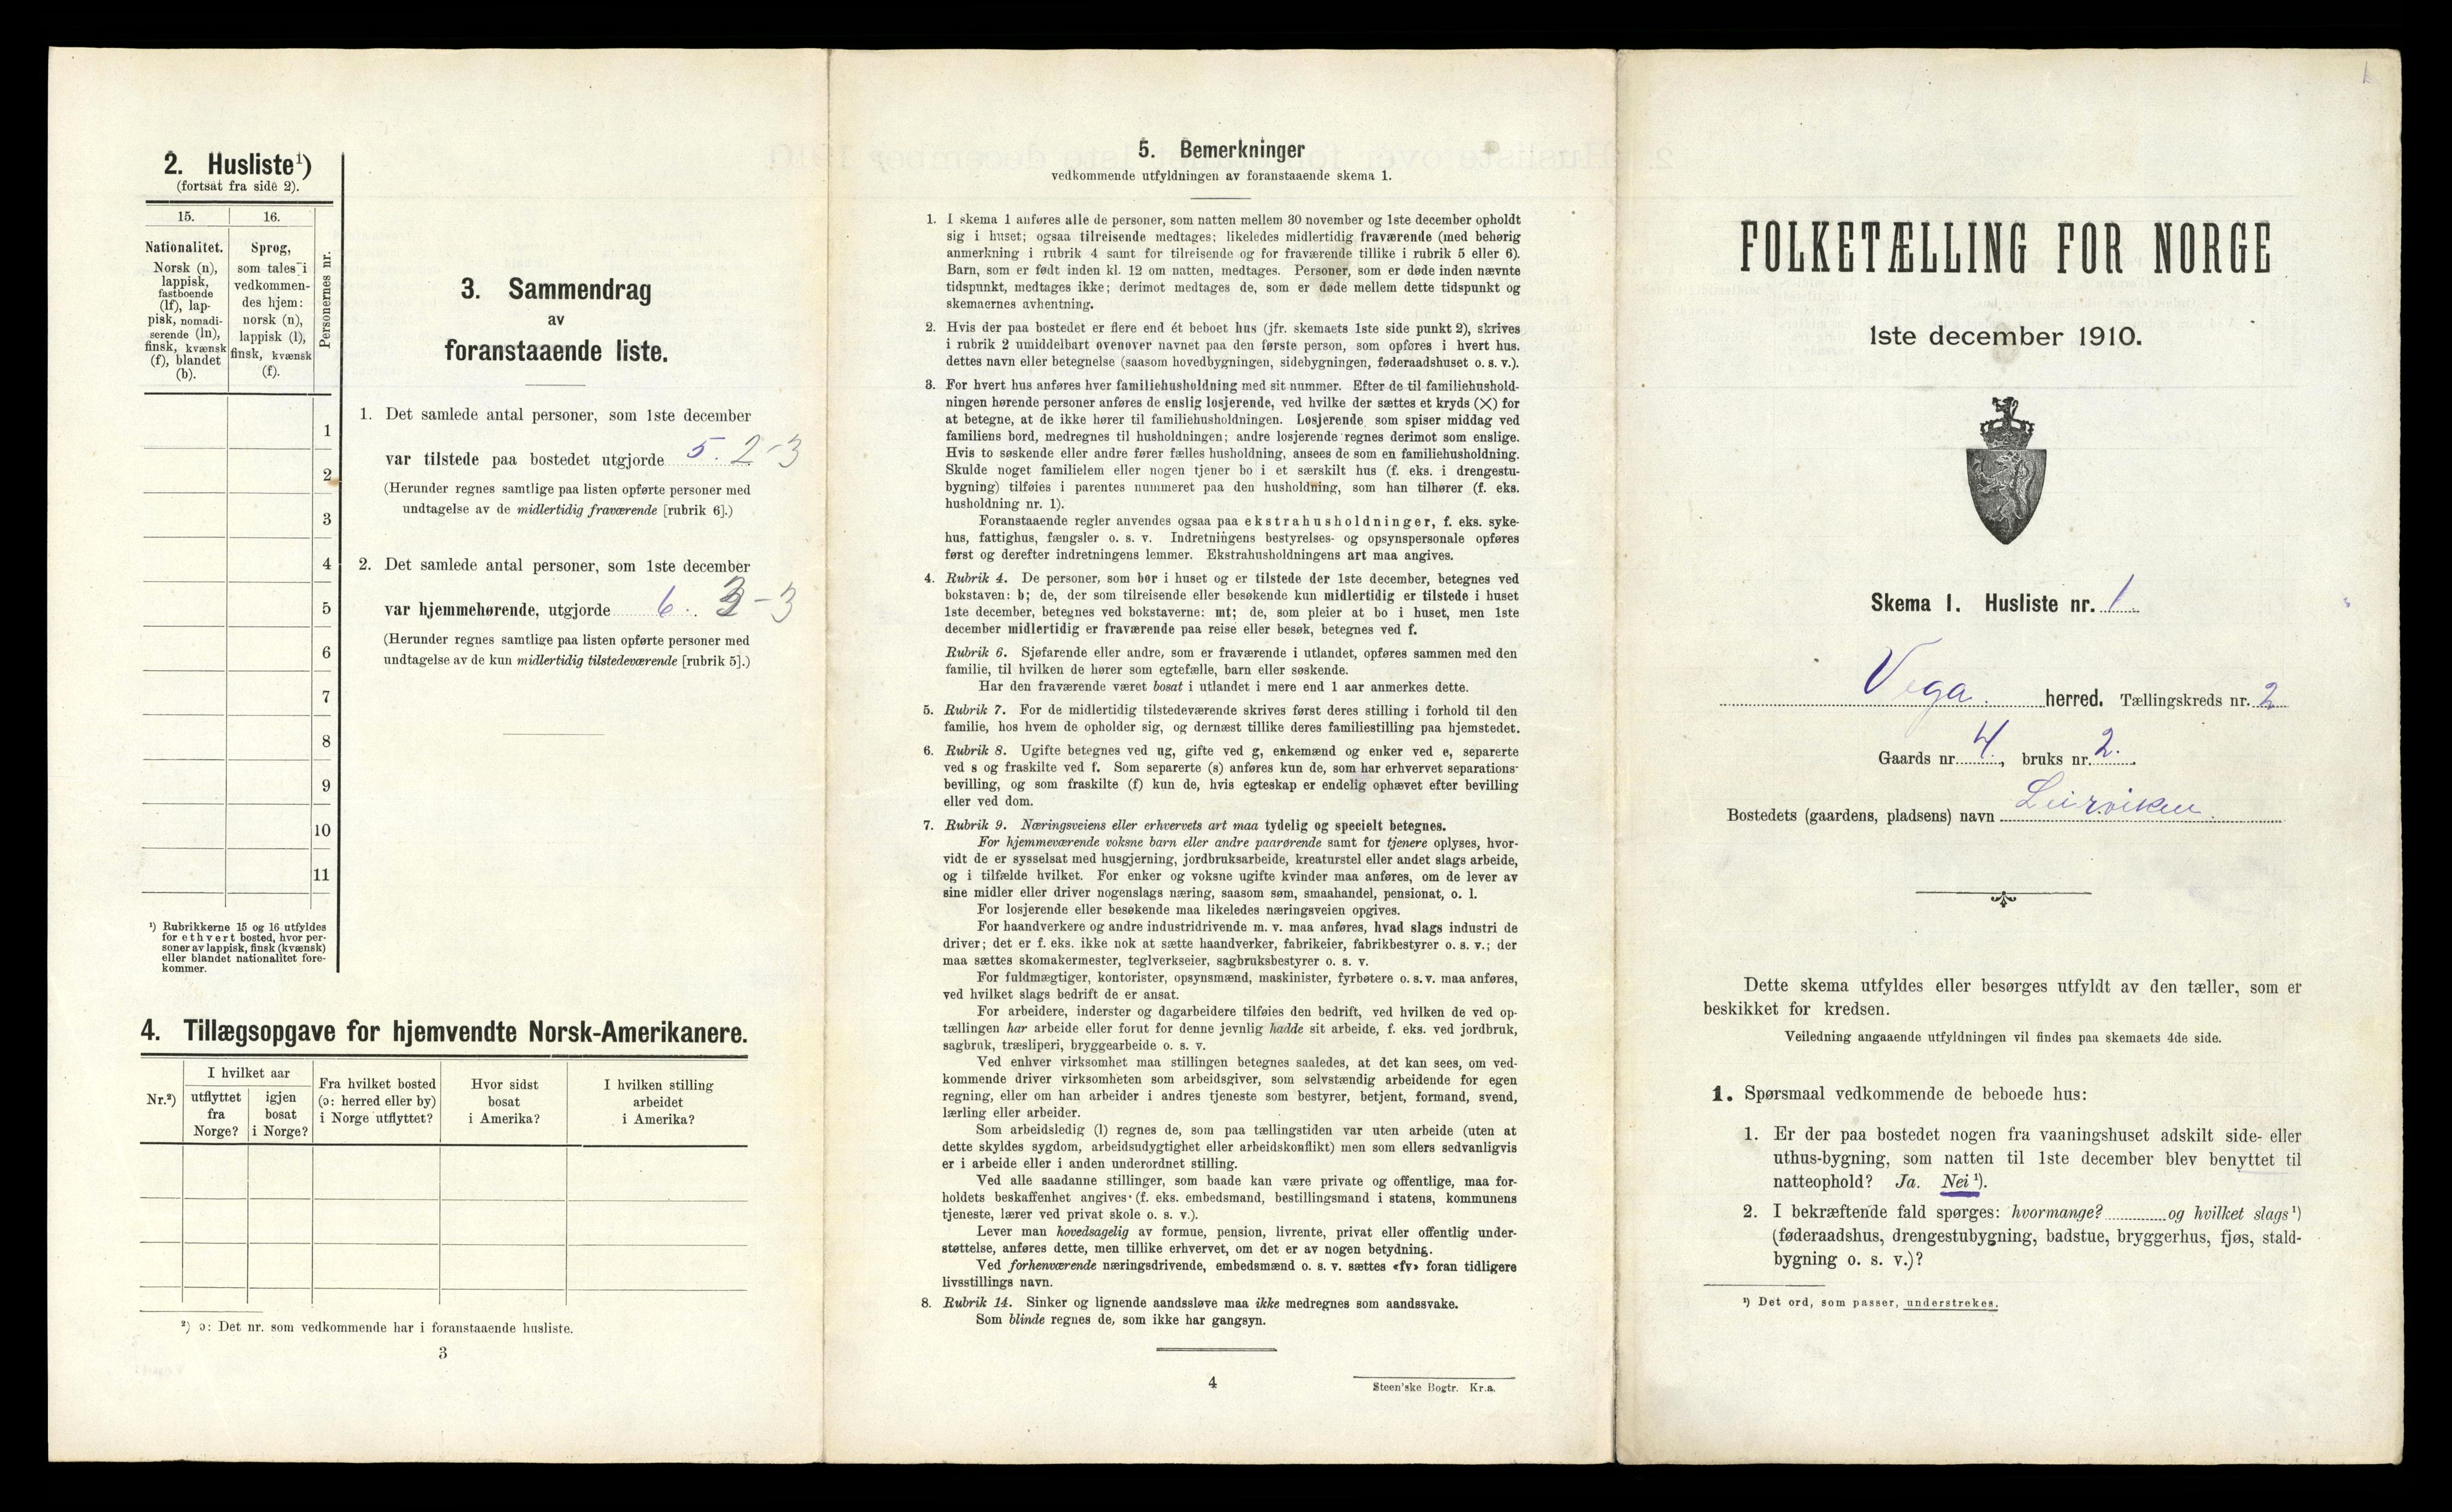 2. Husliste¹)
(fortsat fra side 2).
15.
16.
Personernes nr.
Nationalitet.
Norsk (n),
lappisk,
fastboende
(lf), lap-
pisk, nomadi-
serende (ln),
finsk, kvænsk
(f), blandet
(b).
Sprog,
som tales i
vedkommen-
des hjem:
norsk (n),
lappisk (l),
finsk, kvænsk
(f).
1
2
3
4
5
6
7
8
9
10
11
¹) Rubrikkerne 15 og 16 utfyldes
for ethvert bosted, hvor per-
soner av lappisk, finsk (kvænsk)
eller blandet nationalitet fore-
kommer.
3. Sammendrag
av
foranstaaende liste.
1. Det samlede antal personer, som 1ste december
var tilstede paa bostedet utgjorde 5. 2-3
(Herunder regnes samtlige paa listen opførte personer med
undtagelse av de midlertidig fraværende [rubrik 6].)
2. Det samlede antal personer, som 1ste december
var hjemmehørende, utgjorde 6. 3-3
(Herunder regnes samtlige paa listen opførte personer med
undtagelse av de kun midlertidig tilstedeværende [rubrik 5].)
4. Tillægsopgave for hjemvendte Norsk-Amerikanere.
Nr.²)
I hvilket aar
utflyttet
fra
Norge?
igjen
bosat
i Norge?
Fra hvilket bosted
(ɔ: herred eller by)
i Norge utflyttet?
Hvor sidst
bosat
i Amerika?
I hvilken stilling
arbeidet
i Amerika?
²) ɔ: Det nr. som vedkommende har i foranstaaende husliste.
3
5. Bemerkninger
vedkommende utfyldningen av foranstaaende skema 1.
1. I skema 1 anføres alle de personer, som natten mellem 30 november og 1ste december opholdt
sig i huset; ogsaa tilreisende medtages; likeledes midlertidig fraværende (med behørig
anmerkning i rubrik 4 samt for tilreisende og for fraværende tillike i rubrik 5 eller 6).
Barn, som er født inden kl. 12 om natten, medtages. Personer, som er døde inden nævnte
tidspunkt, medtages ikke; derimot medtages de, som er døde mellem dette tidspunkt og
skemaernes avhentning.
2. Hvis der paa bostedet er flere end ét beboet hus (jfr. skemaets 1ste side punkt 2), skrives
i rubrik 2 umiddelbart ovenover navnet paa den første person, som opføres i hvert hus.
dettes navn eller betegnelse (saasom hovedbygningen, sidebygningen, føderaadshuset o. s. v.).
3. For hvert hus anføres hver familiehusholdning med sit nummer. Efter de til familiehushold-
ningen hørende personer anføres de enslig losjerende, ved hvilke der sættes et kryds (×) for
at betegne, at de ikke hører til familiehusholdningen. Losjerende som spiser middag ved
familiens bord, medregnes til husholdningen; andre losjerende regnes derimot som enslige.
Hvis to søskende eller andre fører fælles husholdning, ansees de som en familiehusholdning.
Skulde noget familielem eller nogen tjener bo i et særskilt hus (f. eks. i drengestu-
bygning) tilføies i parentes nummeret paa den husholdning, som han tilhører (f. eks.
husholdning nr. 1).
Foranstaaende regler anvendes ogsaa paa ekstrahusholdninger, f. eks. syke-
hus, fattighus, fængsler o. s. v. Indretningens bestyrelses- og opsynspersonale opføres
først og derefter indretningens lemmer. Ekstrahusholdningens art maa angives.
4. Rubrik 4. De personer, som bor i huset og er tilstede der 1ste december, betegnes ved
bokstaven: b; de, der som tilreisende eller besøkende kun midlertidig er tilstede i huset
1ste december, betegnes ved bokstaverne: mt; de, som pleier at bo i huset, men 1ste
december midlertidig er fraværende paa reise eller besøk, betegnes ved f.
Rubrik 6. Sjøfarende eller andre, som er fraværende i utlandet, opføres sammen med den
familie, til hvilken de hører som egtefælle, barn eller søskende.
Har den fraværende været bosat i utlandet i mere end 1 aar anmerkes dette.
5. Rubrik 7. For de midlertidig tilstedeværende skrives først deres stilling i forhold til den
familie, hos hvem de opholder sig, og dernæst tillike deres familiestilling paa hjemstedet.
6. Rubrik 8. Ugifte betegnes ved ug, gifte ved g, enkemænd og enker ved e, separerte
ved s og fraskilte ved f. Som separerte (s) anføres kun de, som har erhvervet separations-
bevilling, og som fraskilte (f) kun de, hvis egteskap er endelig ophævet efter bevilling
eller ved dom.
7. Rubrik 9. Næringsveiens eller erhvervets art maa tydelig og specielt betegnes.
For hjemmeværende voksne barn eller andre paarørende samt for tjenere oplyses, hvor-
vidt de er sysselsat med husgjerning, jordbruksarbeide, kreaturstel eller andet slags arbeide,
og i tilfælde hvilket. For enker og voksne ugifte kvinder maa anføres, om de lever av
sine midler eller driver nogenslags næring, saasom søm, smaahandel, pensionat, o. l.
For losjerende eller besøkende maa likeledes næringsveien opgives.
For haandverkere og andre industridrivende m. v. maa anføres, hvad slags industri de
driver; det er f. eks. ikke nok at sætte haandverker, fabrikeier, fabrikbestyrer o. s. v.; der
maa sættes skomakermester, teglverkseier, sagbruksbestyrer o. s. v.
For fuldmægtiger, kontorister, opsynsmænd, maskinister, fyrbøtere o. s. v. maa anføres,
ved hvilket slags bedrift de er ansat.
For arbeidere, inderster og dagarbeidere tilføies den bedrift, ved hvilken de ved op-
tællingen har arbeide eller forut for denne jevnlig hadde sit arbeide, f. eks. ved jordbruk,
sagbruk, træsliperi, bryggearbeide o. s. v.
Ved enhver virksomhet maa stillingen betegnes saaledes, at det kan sees, om ved-
kommende driver virksomheten som arbeidsgiver, som selvstændig arbeidende for egen
regning, eller om han arbeider i andres tjeneste som bestyrer, betjent, formand, svend,
lærling eller arbeider.
Som arbeidsledig (l) regnes de, som paa tællingstiden var uten arbeide (uten at
dette skyldes sygdom, arbeidsudygtighet eller arbeidskonflikt) men som ellers sedvanligvis
er i arbeide eller i anden underordnet stilling.
Ved alle saadanne stillinger, som baade kan være private og offentlige, maa for-
holdets beskaffenhet angives (f. eks. embedsmand, bestillingsmand i statens, kommunens
tjeneste, lærer ved privat skole o. s. v.).
Lever man hovedsagelig av formue, pension, livrente, privat eller offentlig under-
støttelse, anføres dette, men tillike erhvervet, om det er av nogen betydning.
Ved forhenværende næringsdrivende, embedsmænd o. s. v. sættes «fv» foran tidligere
livsstillings navn.
8. Rubrik 14. Sinker og lignende aandssløve maa ikke medregnes som aandssvake.
Som blinde regnes de, som ikke har gangsyn.
4
Steen'ske Bogtr. Kr.a.
FOLKETÆLLING FOR NORGE
1ste december 1910.
Skema 1. Husliste nr. 1
Vega herred. Tællingskreds nr. 2
Gaards nr. 4, bruks nr. 2.
Bostedets (gaardens, pladsens) navn Leirviken
Dette skema utfyldes eller besørges utfyldt av den tæller, som er
beskikket for kredsen.
Veiledning angaaende utfyldningen vil findes paa skemaets 4de side.
1. Spørsmaal vedkommende de beboede hus:
1. Er der paa bostedet nogen fra vaaningshuset adskilt side- eller
uthus-bygning, som natten til 1ste december blev benyttet til
natteophold? Ja. Nei ¹).
2. I bekræftende fald spørges: hvormange? og hvilket slags ¹)
(føderaadshus, drengestubygning, badstue, bryggerhus, fjøs, stald-
bygning o. s. v.)?
¹) Det ord, som passer, understrekes.